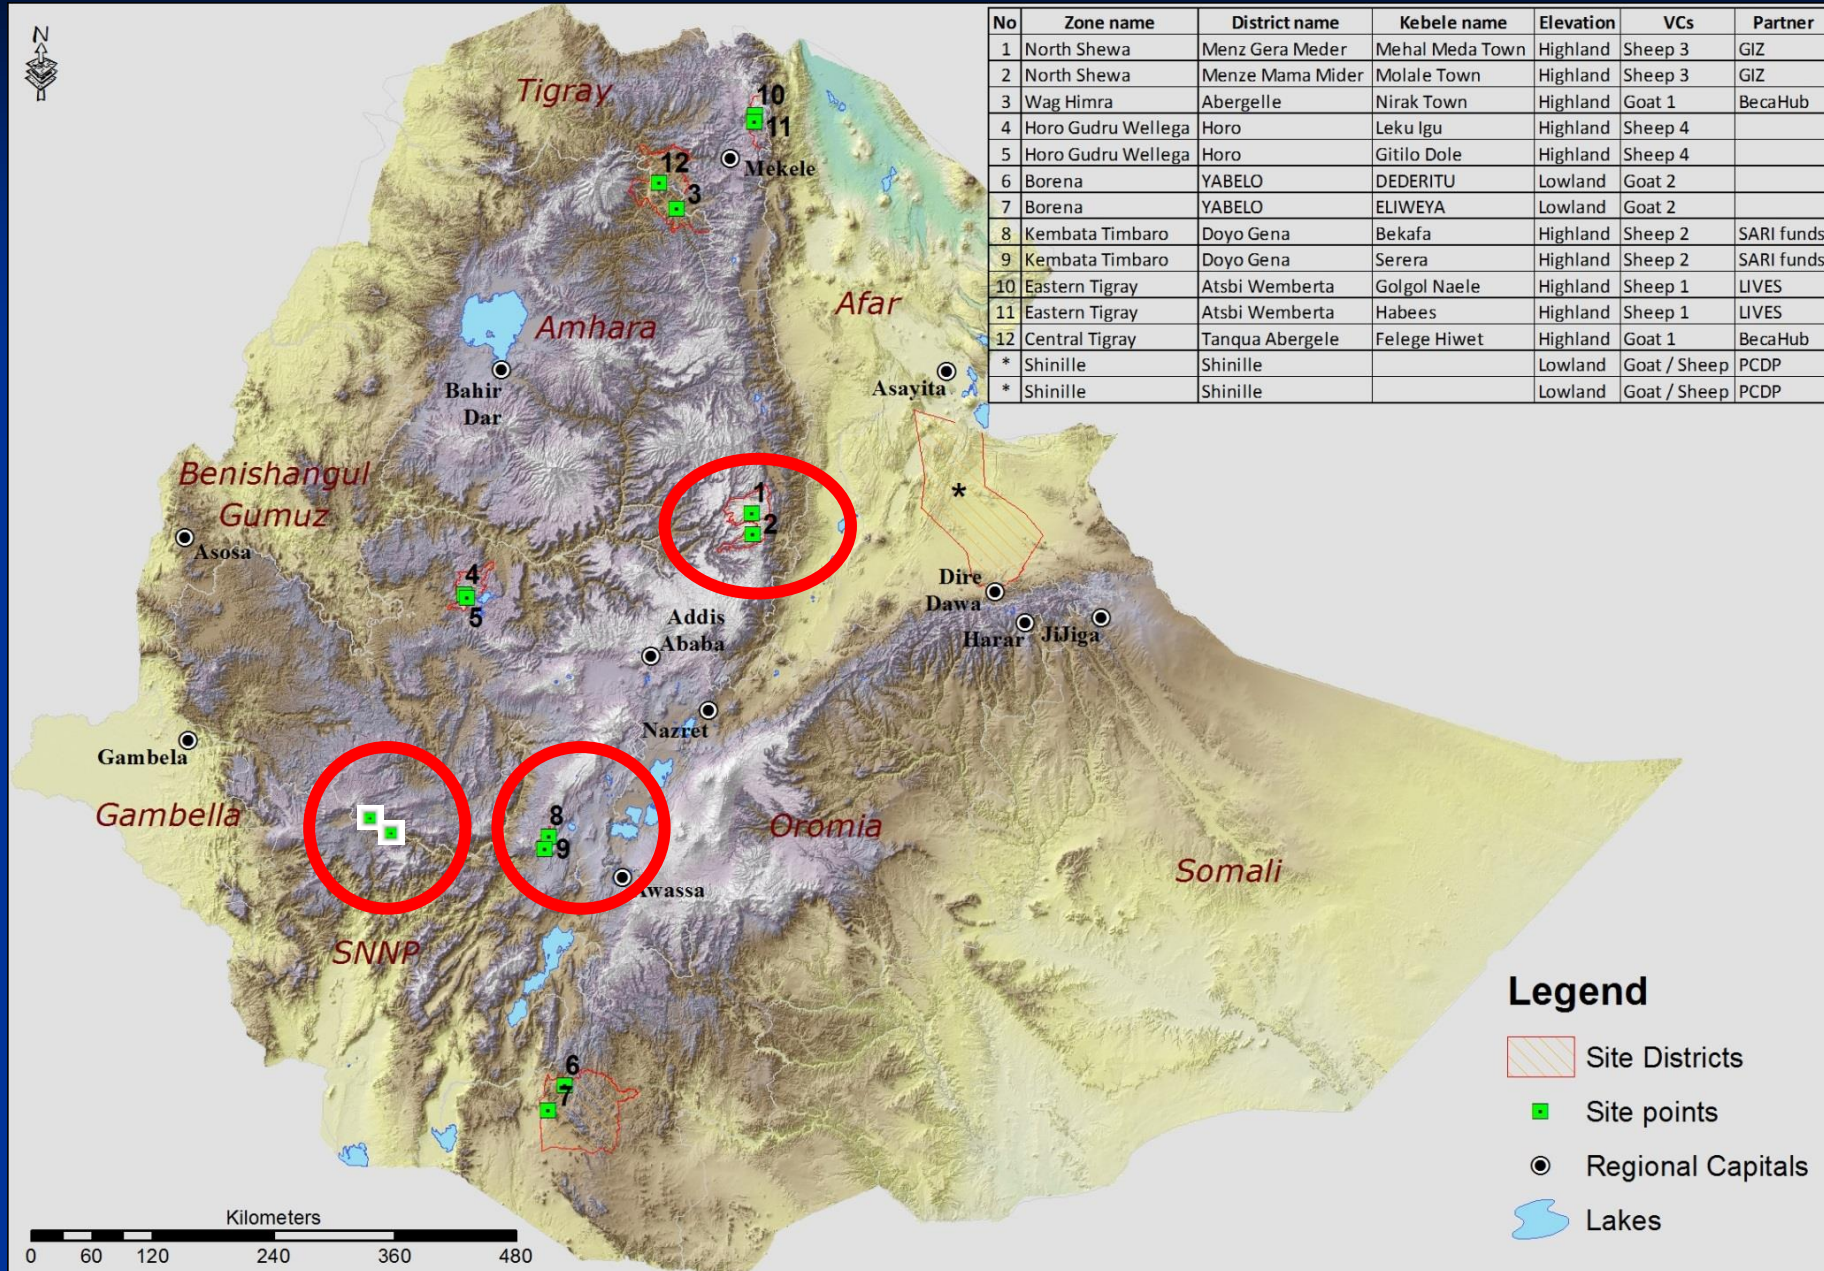 N
No Zone name District name Kebele name Elevation VCs Partner
1 North Shewa Menz Gera Meder Mehal Meda Town Highland Sheep 3 GIZ
2 North Shewa Menze Mama Mider Molale Town Highland Sheep 3 GIZ
3 Wag Himra Abergelle Nirak Town Highland Goat 1 BecaHub
4 Horo Gudru Wellega Horo Leku Igu Highland Sheep 4
5 Horo Gudru Wellega Horo Gitilo Dole Highland Sheep 4
6 Borena YABELO DEDERITU Lowland Goat 2
7 Borena YABELO ELIWEYA Lowland Goat 2
8 Kembata Timbaro Doyo Gena Bekafa Highland Sheep 2 SARI funds
9 Kembata Timbaro Doyo Gena Serera Highland Sheep 2 SARI funds
10 Eastern Tigray Atsbi Wemberta Golgol Naele Highland Sheep 1 LIVES
11 Eastern Tigray Atsbi Wemberta Habees Highland Sheep 1 LIVES
12 Central Tigray Tanqua Abergele Felege Hiwet Highland Goat 1 BecaHub
* Shinille Shinille Lowland Goat / Sheep PCDP
* Shinille Shinille Lowland Goat / Sheep PCDP
Tigray
10
11
12
Mekele
3
Afar
Amhara
Bahir
Dar
Asayita
Benishangul
Gumuz
1
*
2
Asosa
4
5
Dire
Dawa
Addis
Ababa
Harar
JiJiga
Nazret
Gambela
Gambella
8
9
Oromia
Somali
Awassa
SNNP
6
7
Legend
Site Districts
Site points
Regional Capitals
Lakes
Kilometers
0 60 120 240 360 480